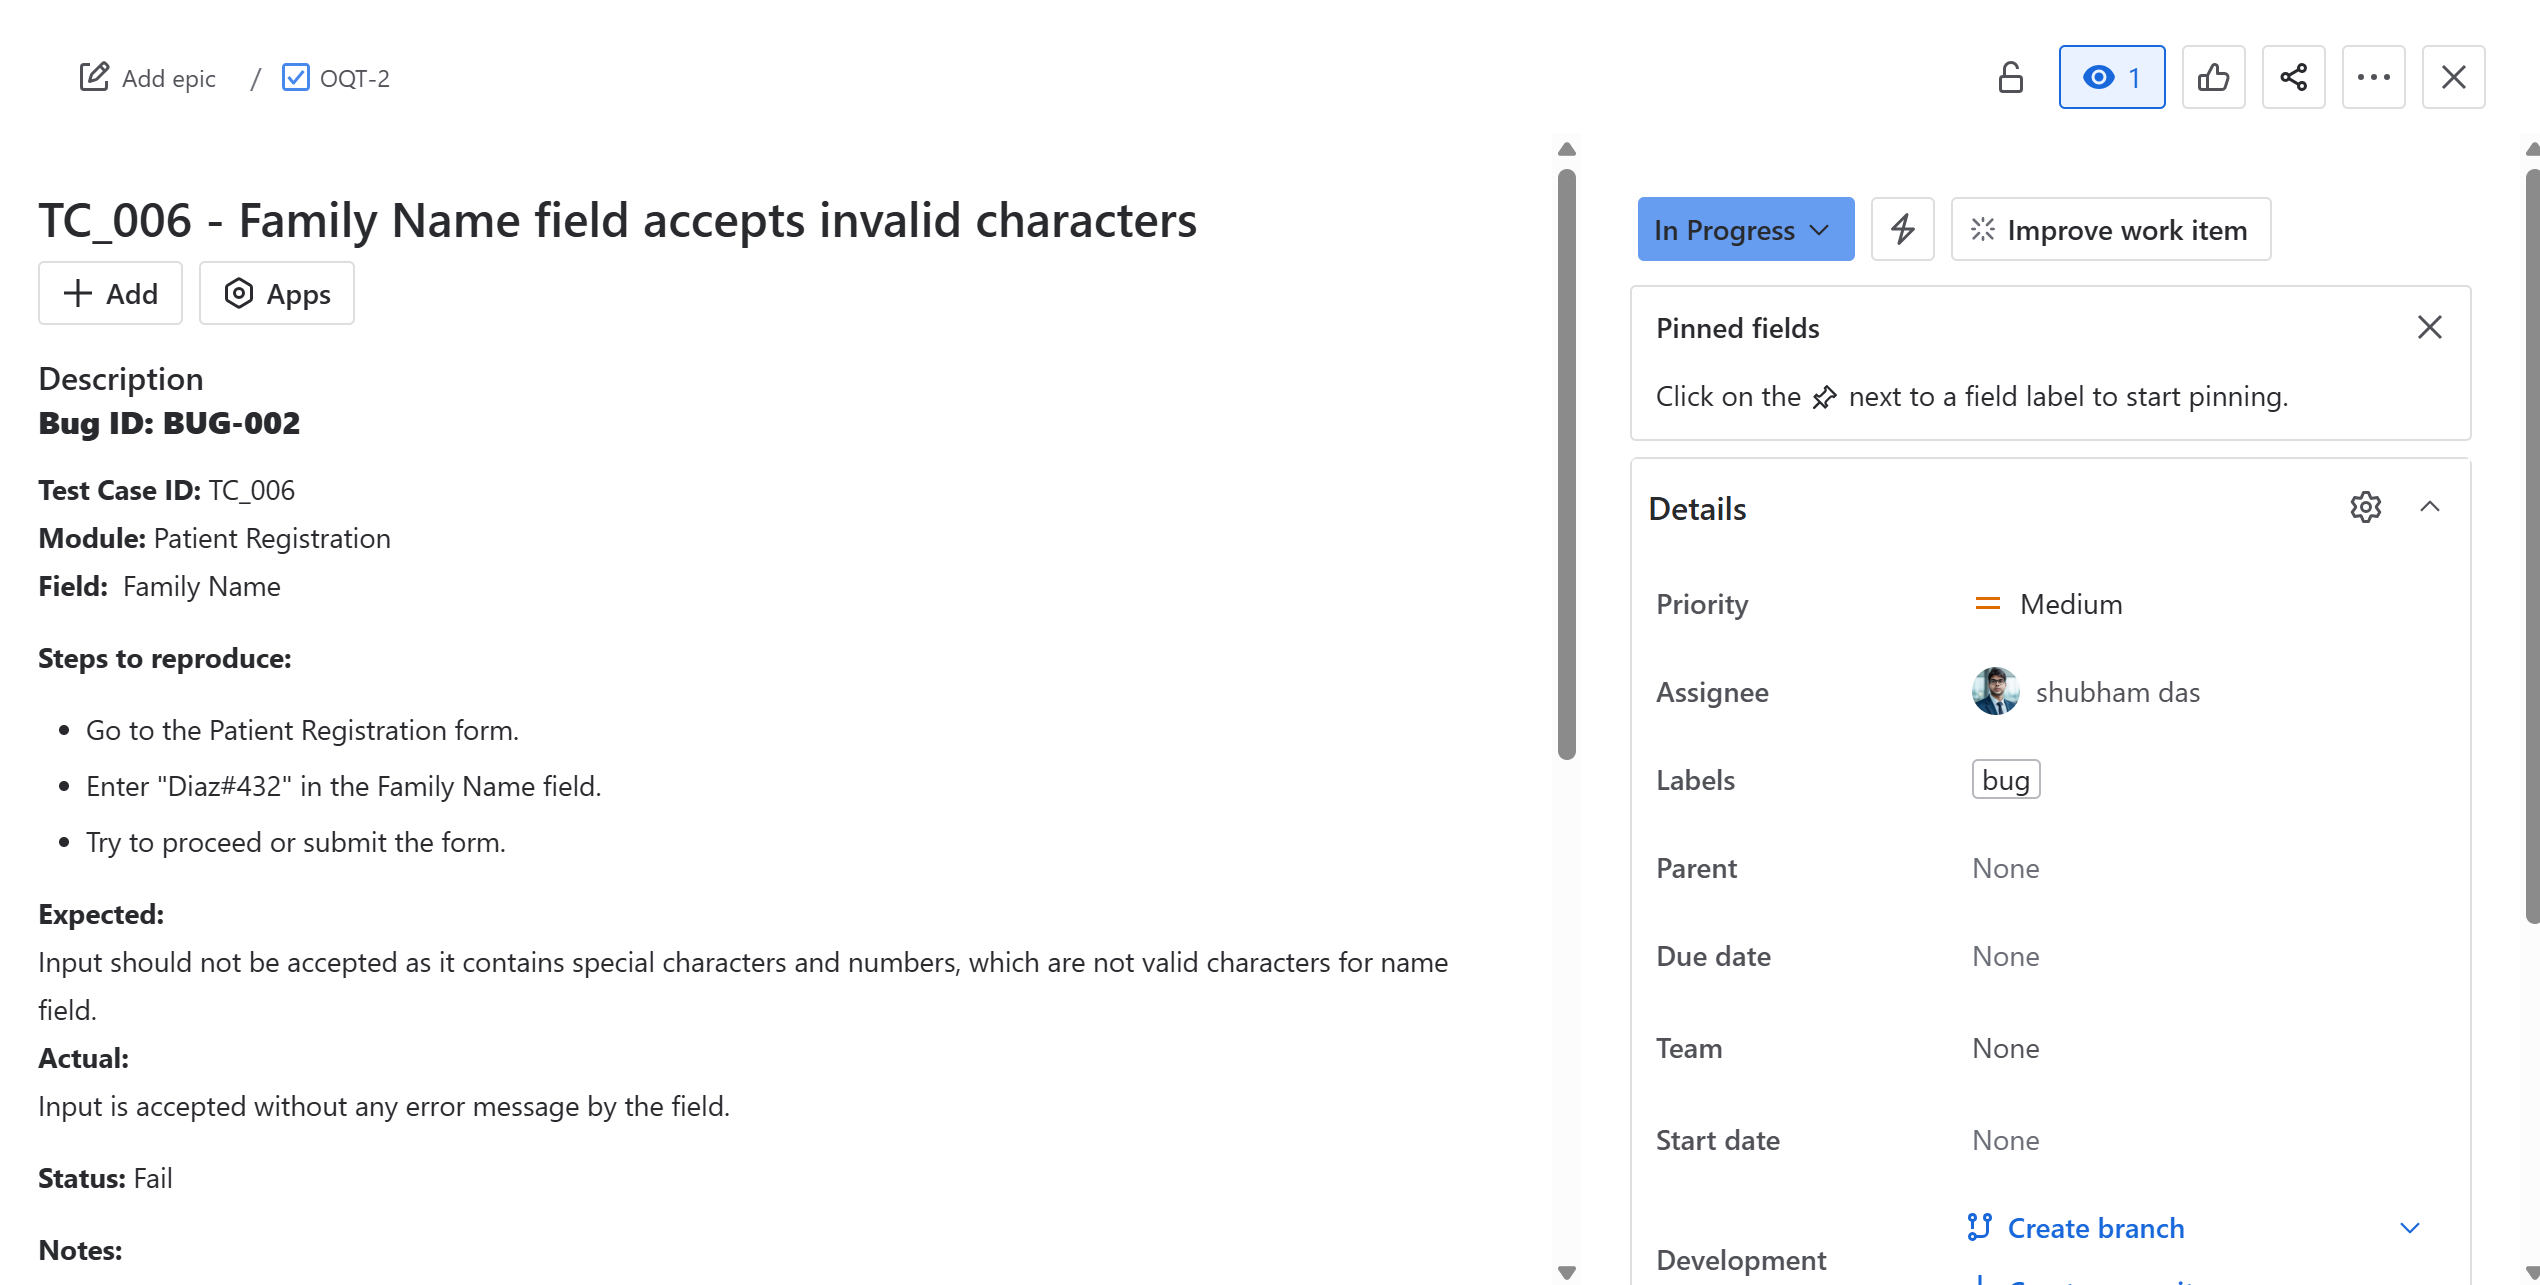 Add epic / OQT-2
1
TC_006 - Family Name field accepts invalid characters
Add
Apps
Description
Bug ID: BUG-002
Test Case ID: TC_006
Module: Patient Registration
Field: Family Name
Steps to reproduce:
• Go to the Patient Registration form.
• Enter "Diaz#432" in the Family Name field.
• Try to proceed or submit the form.
Expected:
Input should not be accepted as it contains special characters and numbers, which are not valid characters for name
field.
Actual:
Input is accepted without any error message by the field.
Status: Fail
Notes:
In Progress
Improve work item
Pinned fields
Click on the next to a field label to start pinning.
Details
Priority Medium
Assignee shubham das
Labels bug
Parent None
Due date None
Team None
Start date None
Create branch
Development